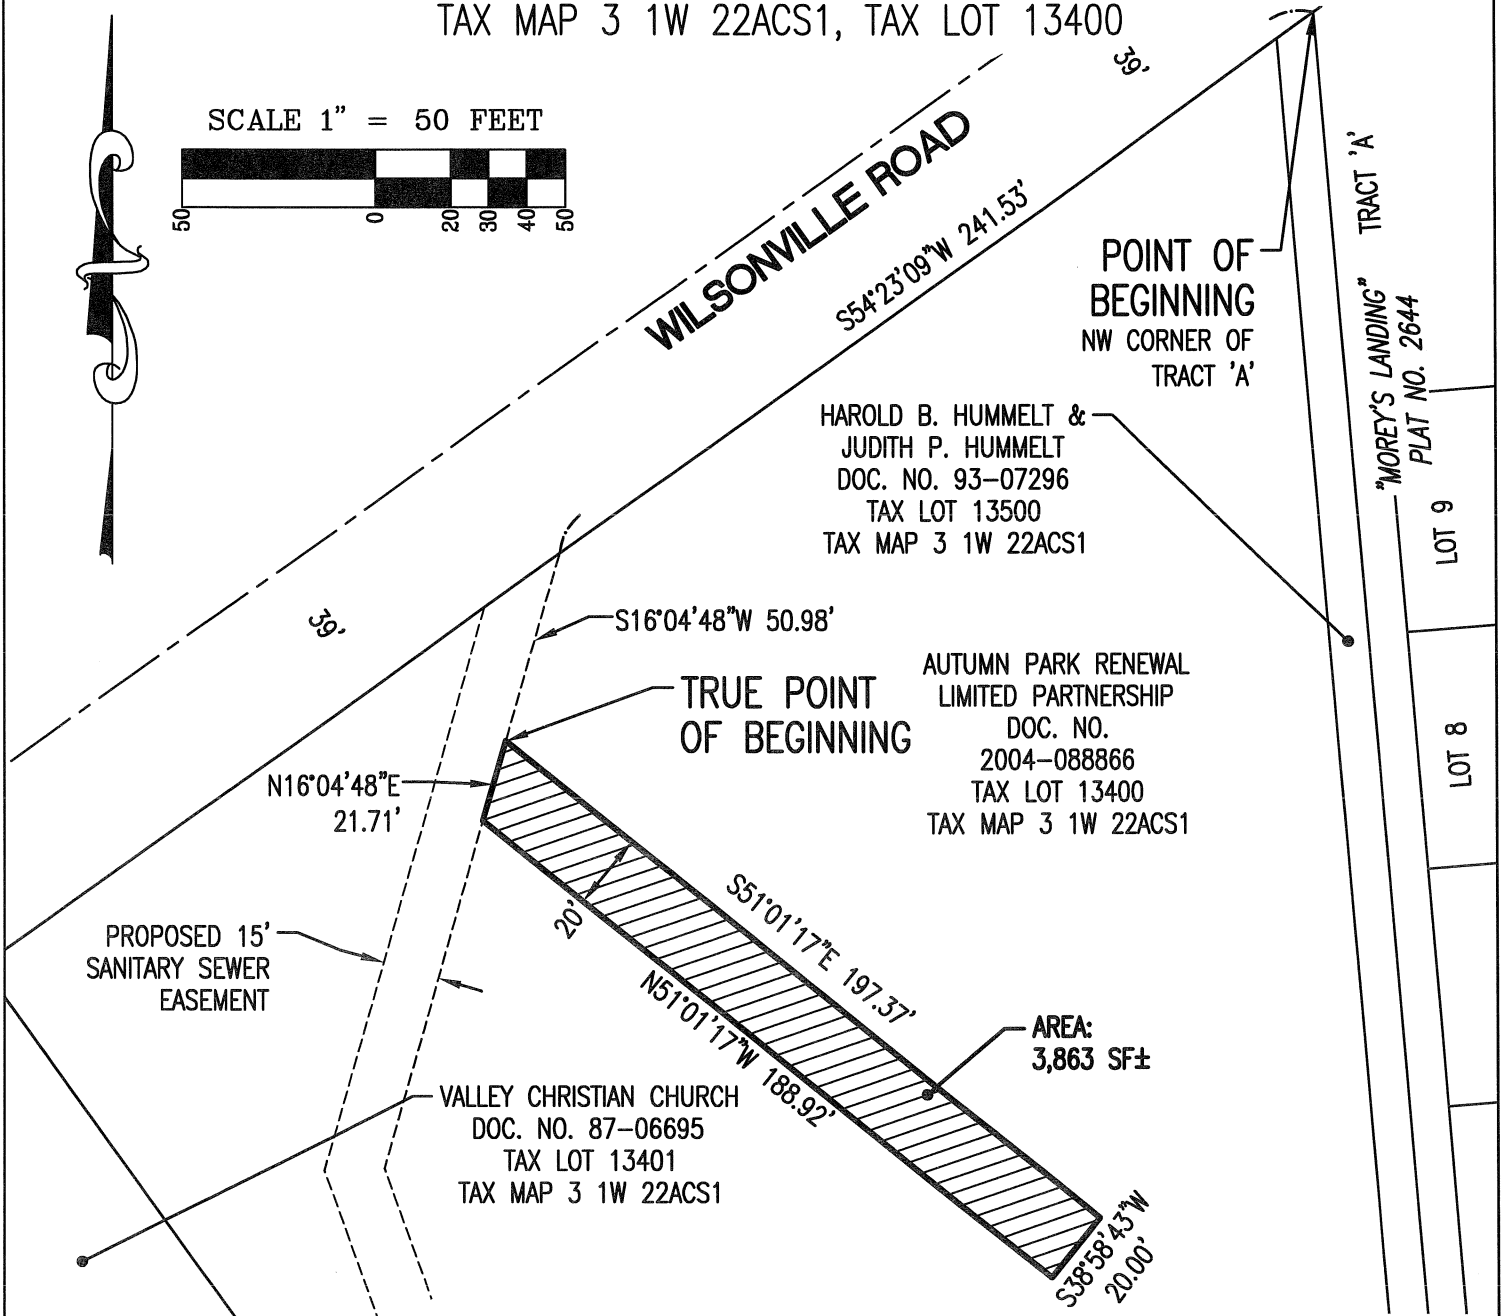 TAX MAP 3 1W 22ACS1, TAX LOT 13400
SCALE 1" = 50 FEET
50 0 20 30 40 50
39'
WILSONVILLE ROAD
S54°23'09"W 241.53'
POINT OF
BEGINNING
NW CORNER OF
TRACT 'A'
TRACT 'A'
"MOREY'S LANDING"
PLAT NO. 2644
LOT 9
LOT 8
HAROLD B. HUMMELT &
JUDITH P. HUMMELT
DOC. NO. 93-07296
TAX LOT 13500
TAX MAP 3 1W 22ACS1
39'
S16°04'48"W 50.98'
TRUE POINT
OF BEGINNING
AUTUMN PARK RENEWAL
LIMITED PARTNERSHIP
DOC. NO.
2004-088866
TAX LOT 13400
TAX MAP 3 1W 22ACS1
N16°04'48"E
21.71'
20'
S51°01'17"E 197.37'
N51°01'17"W 188.92'
PROPOSED 15'
SANITARY SEWER
EASEMENT
AREA:
3,863 SF±
VALLEY CHRISTIAN CHURCH
DOC. NO. 87-06695
TAX LOT 13401
TAX MAP 3 1W 22ACS1
S38°58'43"W
20.00'